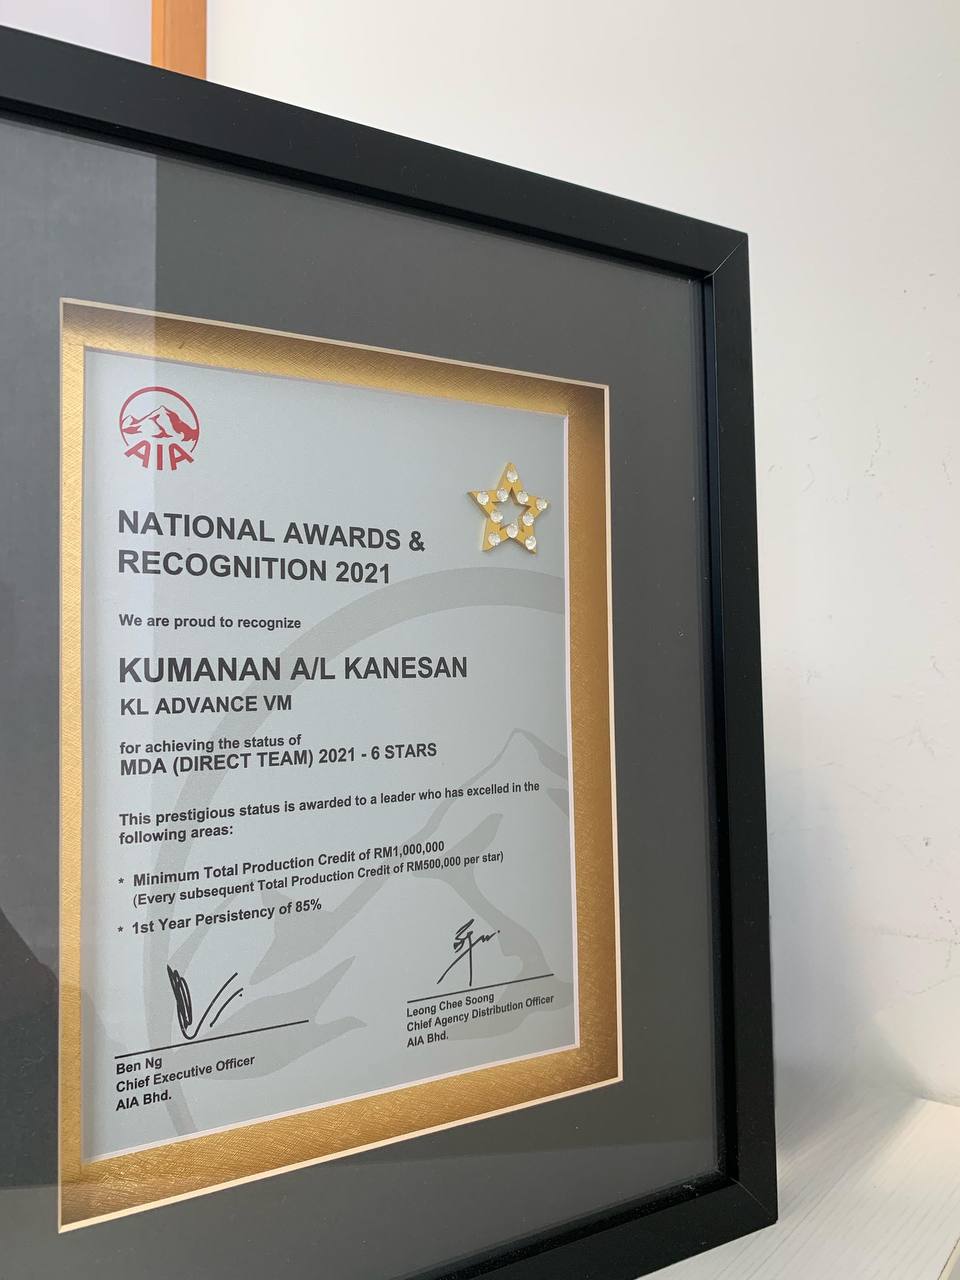 AIA
NATIONAL AWARDS &
RECOGNITION 2021
We are proud to recognize
KUMANAN A/L KANESAN
KL ADVANCE VM
for achieving the status of
MDA (DIRECT TEAM) 2021 - 6 STARS
This prestigious status is awarded to a leader who has excelled in the
following areas:
* Minimum Total Production Credit of RM1,000,000
(Every subsequent Total Production Credit of RM500,000 per star)
* 1st Year Persistency of 85%
Ben Ng
Chief Executive Officer
AIA Bhd.
Leong Chee Soong
Chief Agency Distribution Officer
AIA Bhd.